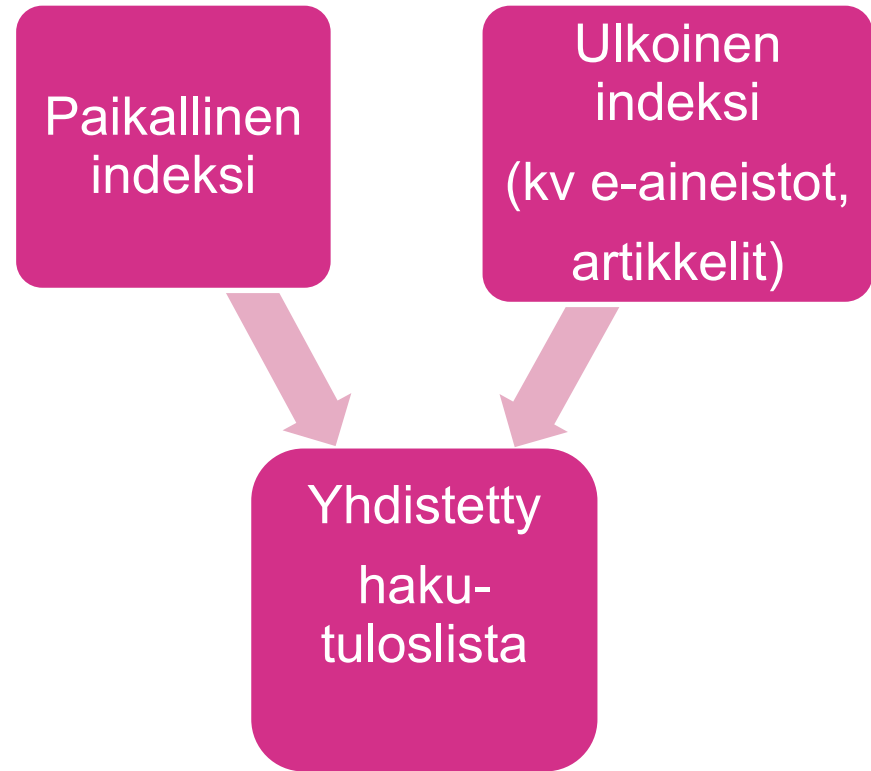 Paikallinen
indeksi
Ulkoinen
indeksi
(kv e-aineistot,
artikkelit)
Yhdistetty
haku-
tuloslista